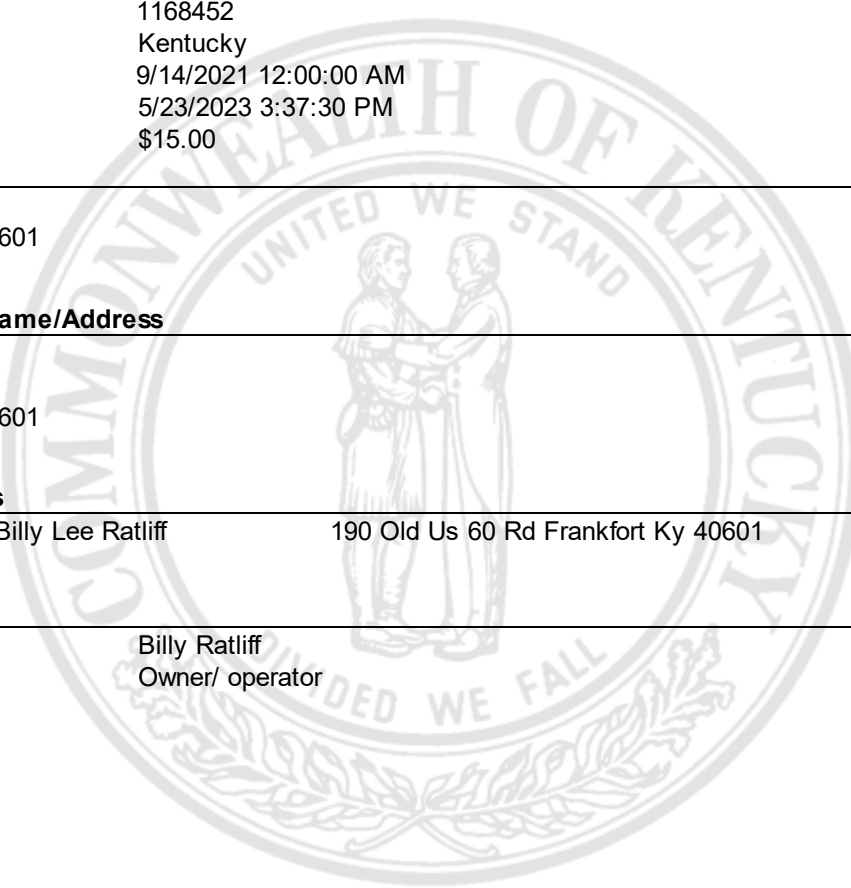 1168452
Kentucky
9/14/2021 12:00:00 AM
5/23/2023 3:37:30 PM
$15.00
601
ame/Address
601
s
Billy Lee Ratliff 190 Old Us 60 Rd Frankfort Ky 40601
Billy Ratliff
Owner/ operator
COMMONWEALTH OF KENTUCKY
UNITED WE STAND
DIVIDED WE FALL